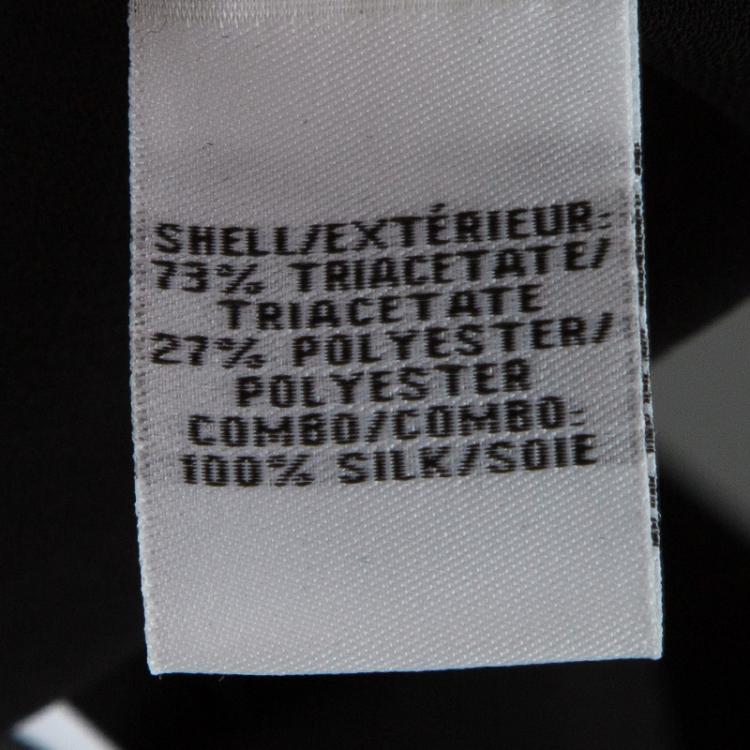 SHELL/EXTÉRIEUR:
73% TRIACETATE/
TRIACETATE
27% POLYESTER/
POLYESTER
COMBO/COMBO:
100% SILK/SOIE